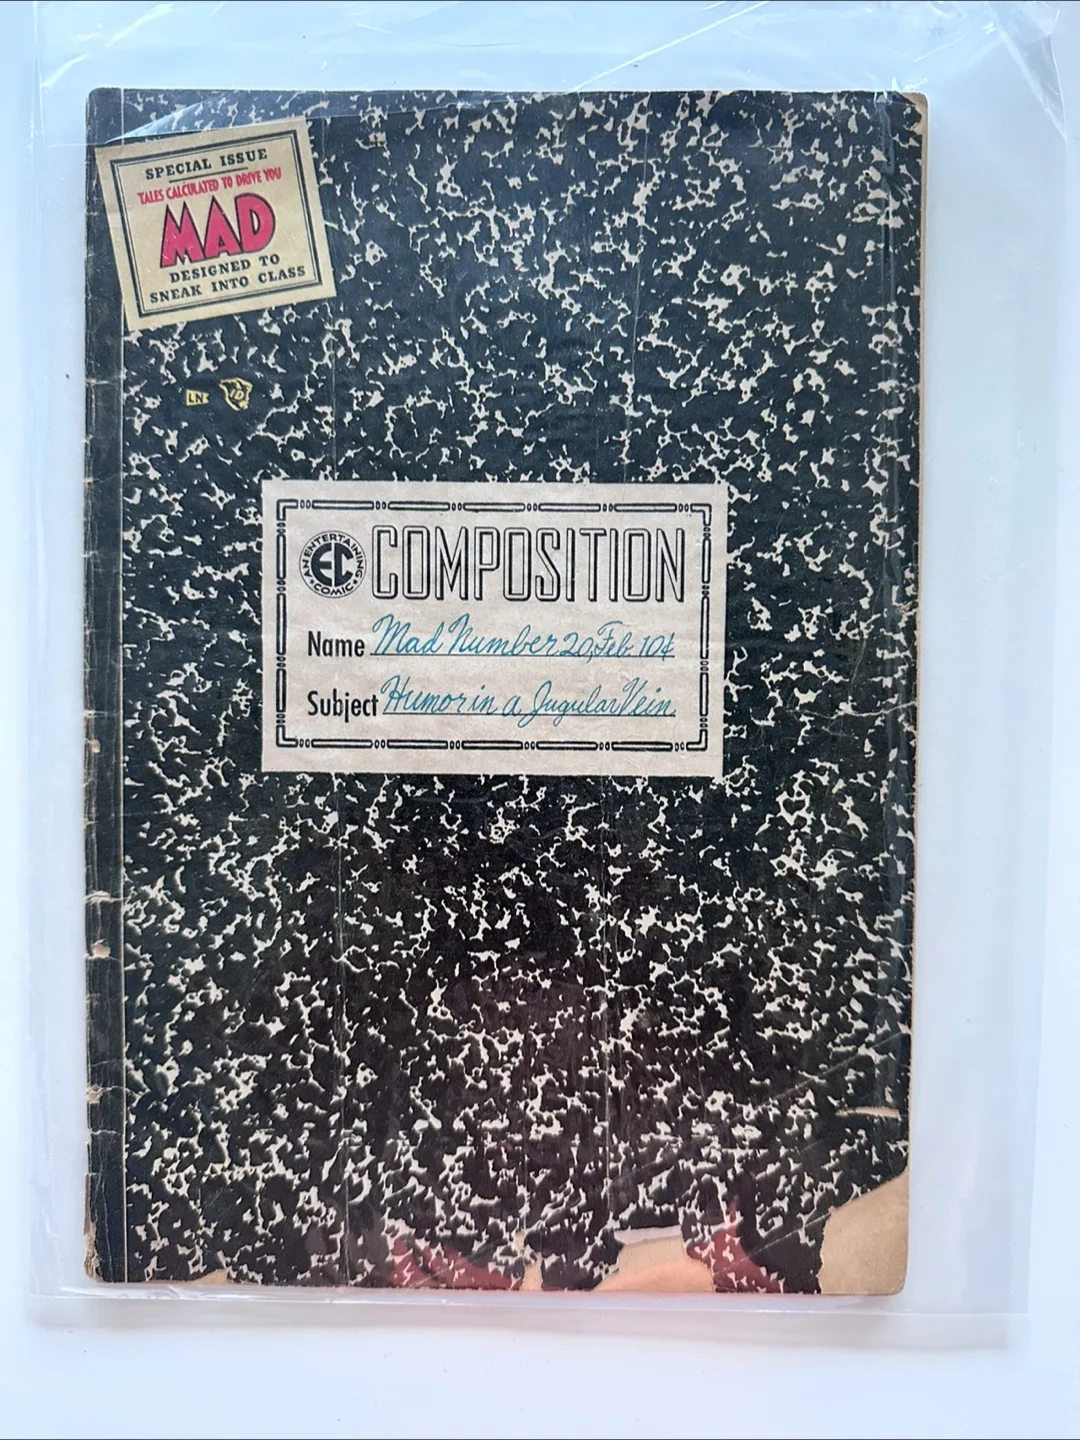 SPECIAL ISSUE
TALES CALCULATED TO DRIVE YOU
MAD
DESIGNED TO
SNEAK INTO CLASS
LN
AN ENTERTAINING
EC
COMIC
COMPOSITION
Name Mad Number 20, Feb. 10¢
Subject Humor in a Jugular Vein